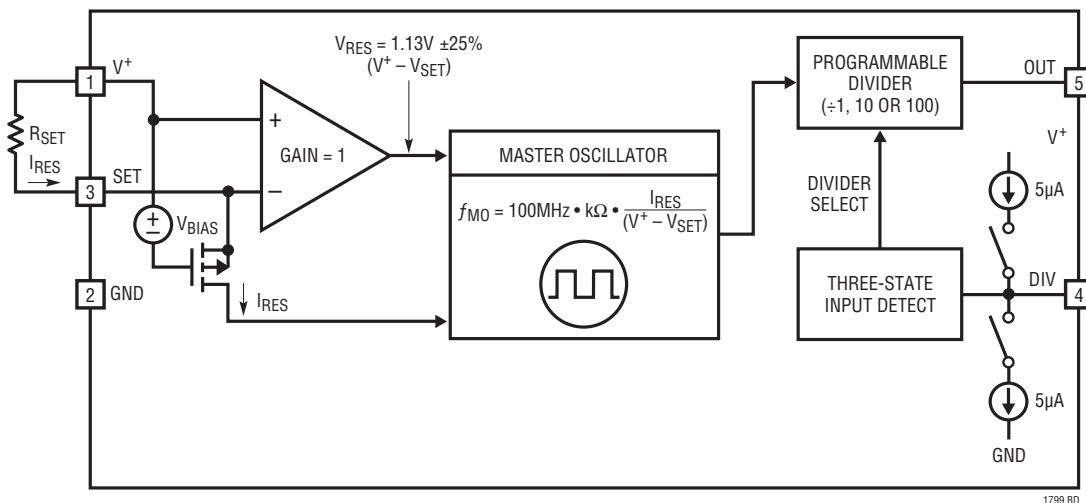 V_RES = 1.13V ±25%
(V⁺ – V_SET)
1
V⁺
R_SET
I_RES
3
SET
+
GAIN = 1
–
+
–
V_BIAS
2
GND
I_RES
MASTER OSCILLATOR
ƒ_MO = 100MHz • kΩ • I_RES / (V⁺ – V_SET)
PROGRAMMABLE
DIVIDER
(÷1, 10 OR 100)
OUT
5
DIVIDER
SELECT
V⁺
5µA
THREE-STATE
INPUT DETECT
DIV
4
5µA
GND
1799 BD